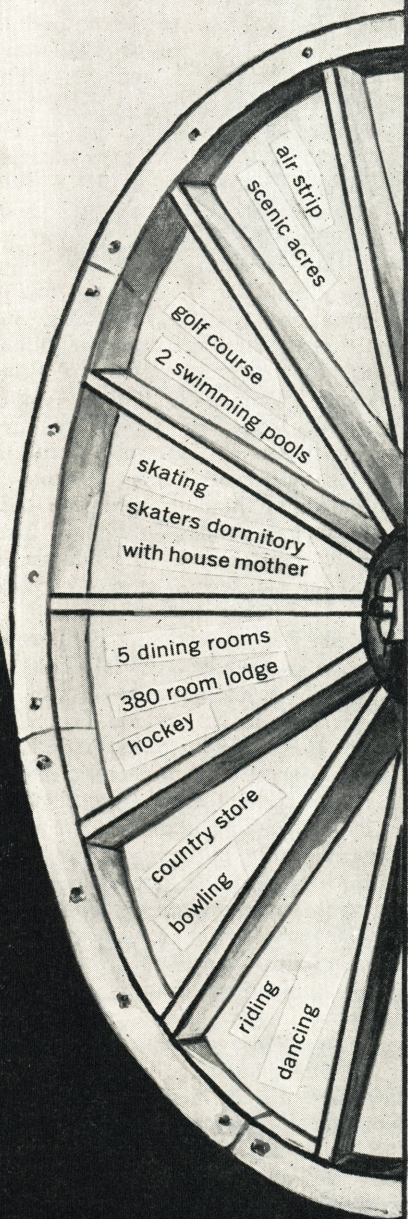 air strip
scenic acres
golf course
2 swimming pools
skating
skaters dormitory
with house mother
5 dining rooms
380 room lodge
hockey
country store
bowling
riding
dancing